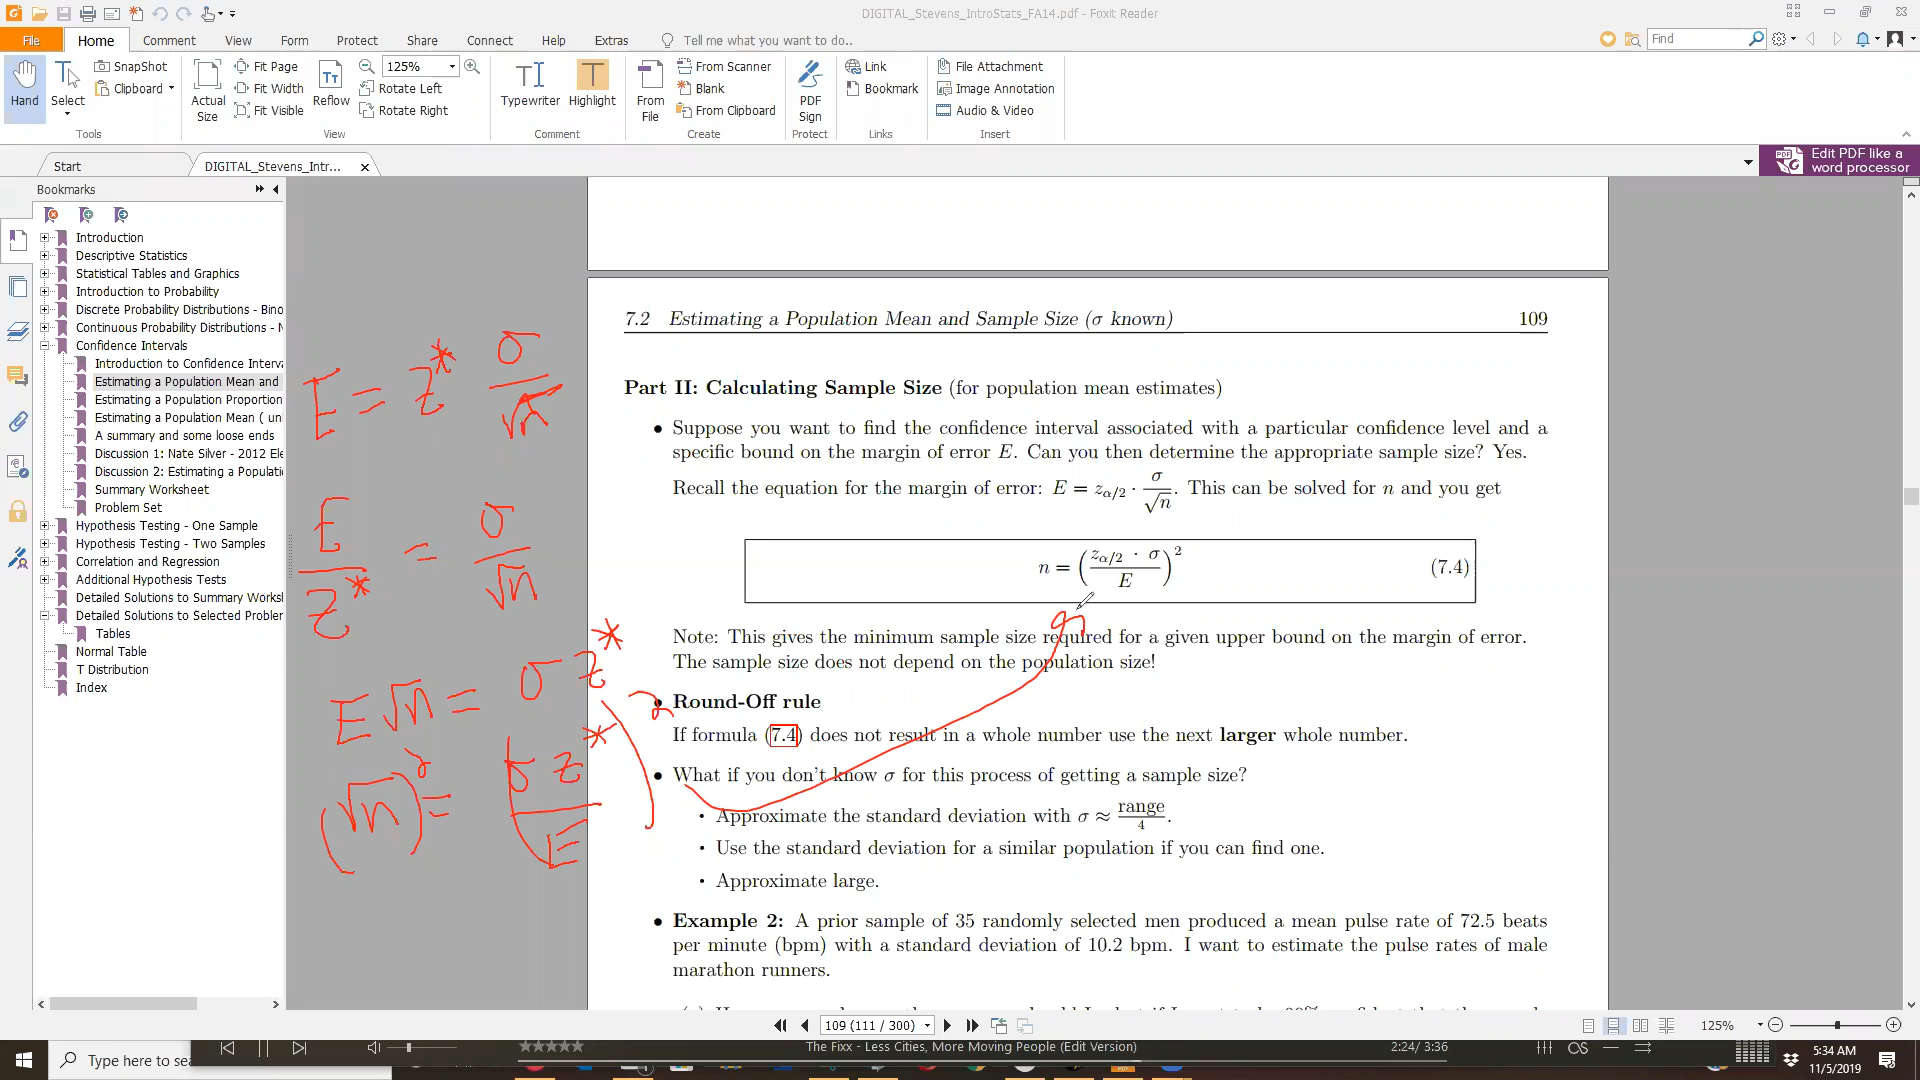 DIGITAL_Stevens_IntroStats_FA14.pdf - Foxit Reader
File Home Comment View Form Protect Share Connect Help Extras Tell me what you want to do.. Find
Hand Select SnapShot Clipboard Actual Size Fit Page Fit Width Fit Visible Reflow 125% Rotate Left Rotate Right Typewriter Highlight From File From Scanner Blank From Clipboard PDF Sign Link Bookmark File Attachment Image Annotation Audio & Video
Tools View Comment Create Protect Links Insert
Start DIGITAL_Stevens_Intr... Edit PDF like a word processor
Bookmarks
Introduction
Descriptive Statistics
Statistical Tables and Graphics
Introduction to Probability
Discrete Probability Distributions - Bino
Continuous Probability Distributions - N
Confidence Intervals
Introduction to Confidence Interva
Estimating a Population Mean and
Estimating a Population Proportion
Estimating a Population Mean ( un
A summary and some loose ends
Discussion 1: Nate Silver - 2012 Ele
Discussion 2: Estimating a Populati
Summary Worksheet
Problem Set
Hypothesis Testing - One Sample
Hypothesis Testing - Two Samples
Correlation and Regression
Additional Hypothesis Tests
Detailed Solutions to Summary Worksh
Detailed Solutions to Selected Probler
Tables
Normal Table
T Distribution
Index
E = z* σ/√n
E/z* = σ/√n
E √n = σ z*
(√n)² = (σ z*/E)²
7.2 Estimating a Population Mean and Sample Size (σ known) 109
Part II: Calculating Sample Size (for population mean estimates)
• Suppose you want to find the confidence interval associated with a particular confidence level and a
specific bound on the margin of error E. Can you then determine the appropriate sample size? Yes.
Recall the equation for the margin of error: E = zα/2 · σ/√n. This can be solved for n and you get
n = (zα/2 · σ / E)² (7.4)
Note: This gives the minimum sample size required for a given upper bound on the margin of error.
The sample size does not depend on the population size!
• Round-Off rule
If formula (7.4) does not result in a whole number use the next larger whole number.
• What if you don't know σ for this process of getting a sample size?
• Approximate the standard deviation with σ ≈ range/4.
• Use the standard deviation for a similar population if you can find one.
• Approximate large.
• Example 2: A prior sample of 35 randomly selected men produced a mean pulse rate of 72.5 beats
per minute (bpm) with a standard deviation of 10.2 bpm. I want to estimate the pulse rates of male
marathon runners.
109 (111 / 300) 125%
Type here to sea The Fixx - Less Cities, More Moving People (Edit Version) 2:24/ 3:36
5:34 AM
11/5/2019